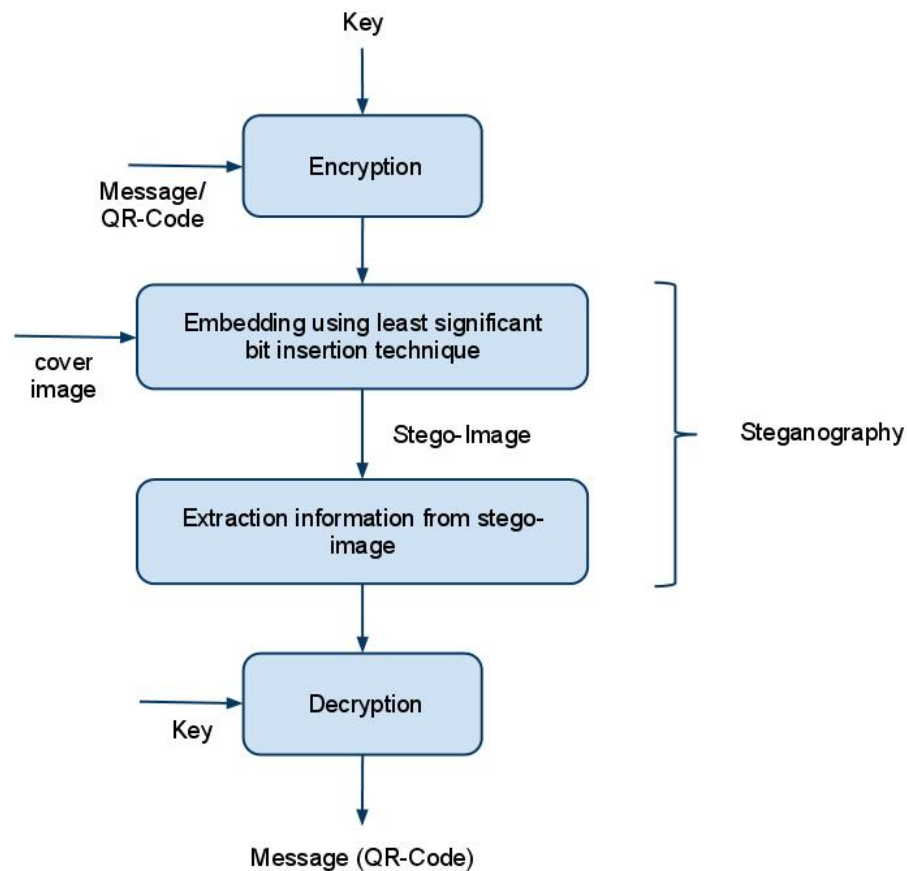 Key
Encryption
Message/
QR-Code
Embedding using least significant
bit insertion technique
cover
image
Stego-Image
Steganography
Extraction information from stego-
image
Decryption
Key
Message (QR-Code)